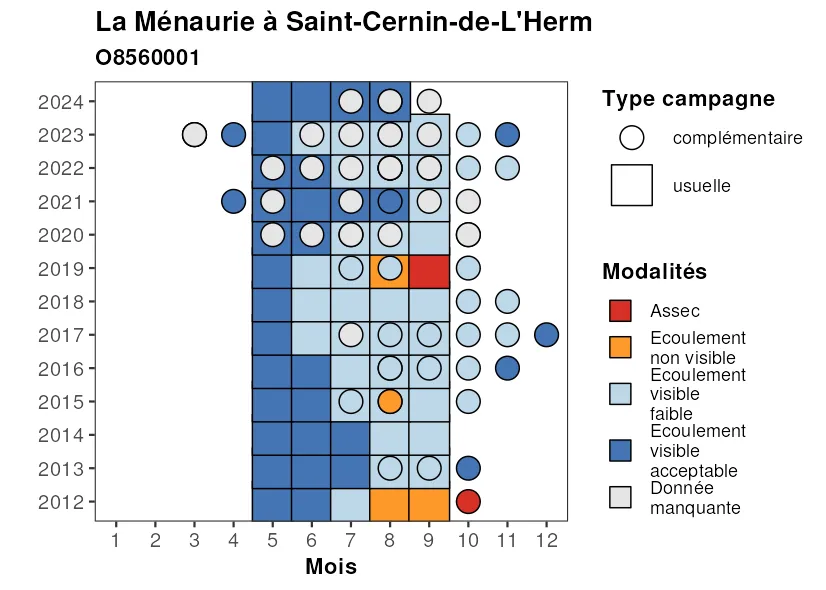 La Ménaurie à Saint-Cernin-de-L'Herm
O8560001
2024
2023
2022
2021
2020
2019
2018
2017
2016
2015
2014
2013
2012
1 2 3 4 5 6 7 8 9 10 11 12
Mois
Type campagne
complémentaire
usuelle
Modalités
Assec
Ecoulement
non visible
Ecoulement
visible
faible
Ecoulement
visible
acceptable
Donnée
manquante